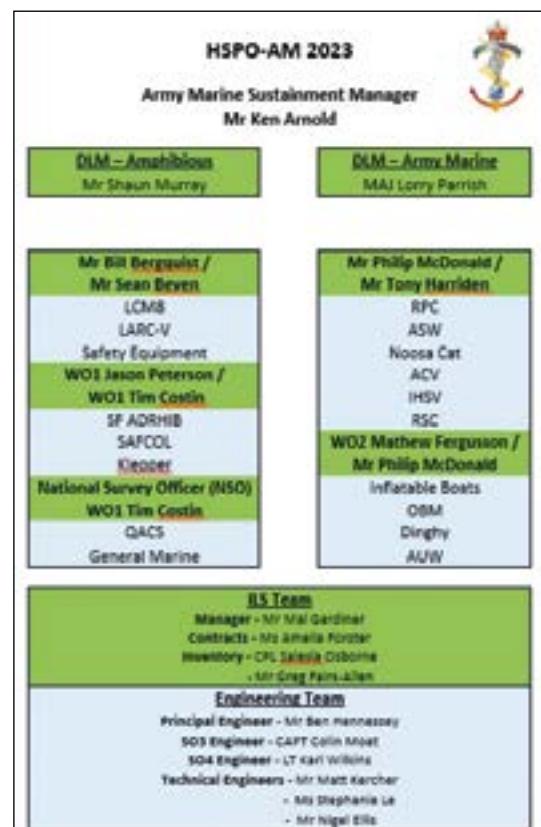 HSPO-AM 2023
Army Marine Sustainment Manager
Mr Ken Arnold
DLM – Amphibious
Mr Shaun Murray
DLM – Army Marine
MAJ Lorry Parrish
Mr Bill Bergquist /
Mr Sean Beven
LCM8
LARC-V
Safety Equipment
WO1 Jason Peterson /
WO1 Tim Costin
SF ADRHIB
SAFCOL
Klepper
National Survey Officer (NSO)
WO1 Tim Costin
QACS
General Marine
Mr Philip McDonald /
Mr Tony Harriden
RPC
ASW
Noosa Cat
ACV
IHSV
RSC
WO2 Mathew Fergusson /
Mr Philip McDonald
Inflatable Boats
OBM
Dinghy
AUW
ILS Team
Manager - Mr Mal Gardiner
Contracts - Ms Amelia Forster
Inventory - CPL Salesia Osborne
- Mr Greg Pains-Allen
Engineering Team
Principal Engineer - Mr Ben Hennessey
SO3 Engineer - CAPT Colin Moat
SO4 Engineer - LT Karl Wilkins
Technical Engineers - Mr Matt Karcher
- Ms Stephanie Le
- Mr Nigel Ellis